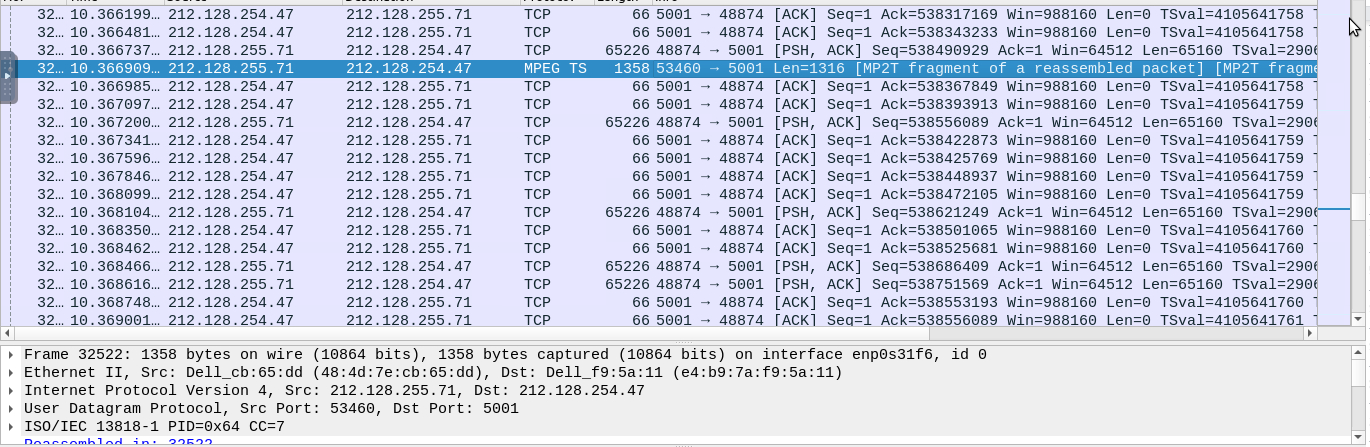 32… 10.366199… 212.128.254.47 212.128.255.71 TCP 66 5001 → 48874 [ACK] Seq=1 Ack=538317169 Win=988160 Len=0 TSval=4105641758
32… 10.366481… 212.128.254.47 212.128.255.71 TCP 66 5001 → 48874 [ACK] Seq=1 Ack=538343233 Win=988160 Len=0 TSval=4105641758
32… 10.366737… 212.128.255.71 212.128.254.47 TCP 65226 48874 → 5001 [PSH, ACK] Seq=538490929 Ack=1 Win=64512 Len=65160 TSval=2906
32… 10.366909… 212.128.255.71 212.128.254.47 MPEG TS 1358 53460 → 5001 Len=1316 [MP2T fragment of a reassembled packet] [MP2T fragme
32… 10.366985… 212.128.254.47 212.128.255.71 TCP 66 5001 → 48874 [ACK] Seq=1 Ack=538367849 Win=988160 Len=0 TSval=4105641758
32… 10.367097… 212.128.254.47 212.128.255.71 TCP 66 5001 → 48874 [ACK] Seq=1 Ack=538393913 Win=988160 Len=0 TSval=4105641759
32… 10.367200… 212.128.255.71 212.128.254.47 TCP 65226 48874 → 5001 [PSH, ACK] Seq=538556089 Ack=1 Win=64512 Len=65160 TSval=2906
32… 10.367341… 212.128.254.47 212.128.255.71 TCP 66 5001 → 48874 [ACK] Seq=1 Ack=538422873 Win=988160 Len=0 TSval=4105641759
32… 10.367596… 212.128.254.47 212.128.255.71 TCP 66 5001 → 48874 [ACK] Seq=1 Ack=538425769 Win=988160 Len=0 TSval=4105641759
32… 10.367846… 212.128.254.47 212.128.255.71 TCP 66 5001 → 48874 [ACK] Seq=1 Ack=538448937 Win=988160 Len=0 TSval=4105641759
32… 10.368099… 212.128.254.47 212.128.255.71 TCP 66 5001 → 48874 [ACK] Seq=1 Ack=538472105 Win=988160 Len=0 TSval=4105641759
32… 10.368104… 212.128.255.71 212.128.254.47 TCP 65226 48874 → 5001 [PSH, ACK] Seq=538621249 Ack=1 Win=64512 Len=65160 TSval=2906
32… 10.368350… 212.128.254.47 212.128.255.71 TCP 66 5001 → 48874 [ACK] Seq=1 Ack=538501065 Win=988160 Len=0 TSval=4105641760
32… 10.368462… 212.128.254.47 212.128.255.71 TCP 66 5001 → 48874 [ACK] Seq=1 Ack=538525681 Win=988160 Len=0 TSval=4105641760
32… 10.368466… 212.128.255.71 212.128.254.47 TCP 65226 48874 → 5001 [PSH, ACK] Seq=538686409 Ack=1 Win=64512 Len=65160 TSval=2906
32… 10.368616… 212.128.255.71 212.128.254.47 TCP 65226 48874 → 5001 [PSH, ACK] Seq=538751569 Ack=1 Win=64512 Len=65160 TSval=2906
32… 10.368748… 212.128.254.47 212.128.255.71 TCP 66 5001 → 48874 [ACK] Seq=1 Ack=538553193 Win=988160 Len=0 TSval=4105641760
32… 10.369001… 212.128.254.47 212.128.255.71 TCP 66 5001 → 48874 [ACK] Seq=1 Ack=538556089 Win=988160 Len=0 TSval=4105641761
Frame 32522: 1358 bytes on wire (10864 bits), 1358 bytes captured (10864 bits) on interface enp0s31f6, id 0
Ethernet II, Src: Dell_cb:65:dd (48:4d:7e:cb:65:dd), Dst: Dell_f9:5a:11 (e4:b9:7a:f9:5a:11)
Internet Protocol Version 4, Src: 212.128.255.71, Dst: 212.128.254.47
User Datagram Protocol, Src Port: 53460, Dst Port: 5001
ISO/IEC 13818-1 PID=0x64 CC=7
Reassembled in: 32522